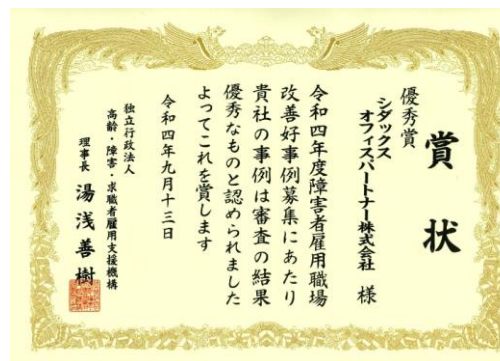 賞状
優秀賞
シダックス
オフィスパートナー株式会社 様
令和四年度障害者雇用職場
改善好事例募集にあたり
貴社の事例は審査の結果
優秀なものと認められました
よってこれを賞します
令和四年九月十三日
独立行政法人
高齢・障害・求職者雇用支援機構
理事長 湯浅善樹